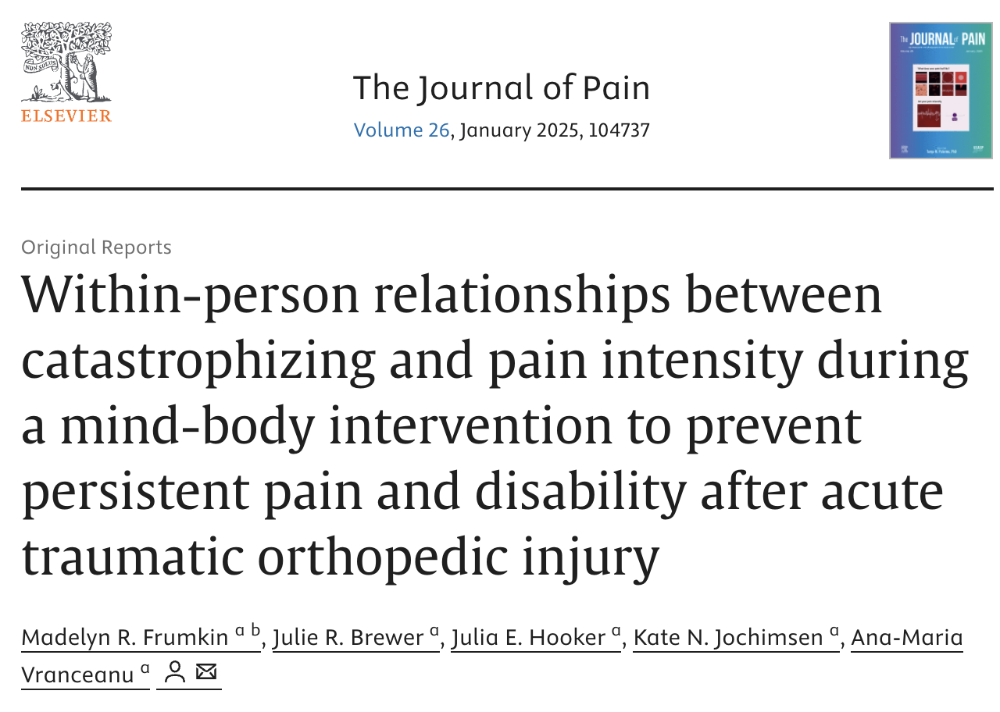 NON SOLUS
ELSEVIER
The Journal of Pain
Volume 26, January 2025, 104737
The JOURNAL of PAIN
Original Reports
Within-person relationships between
catastrophizing and pain intensity during
a mind-body intervention to prevent
persistent pain and disability after acute
traumatic orthopedic injury
Madelyn R. Frumkin a b, Julie R. Brewer a, Julia E. Hooker a, Kate N. Jochimsen a, Ana-Maria
Vranceanu a